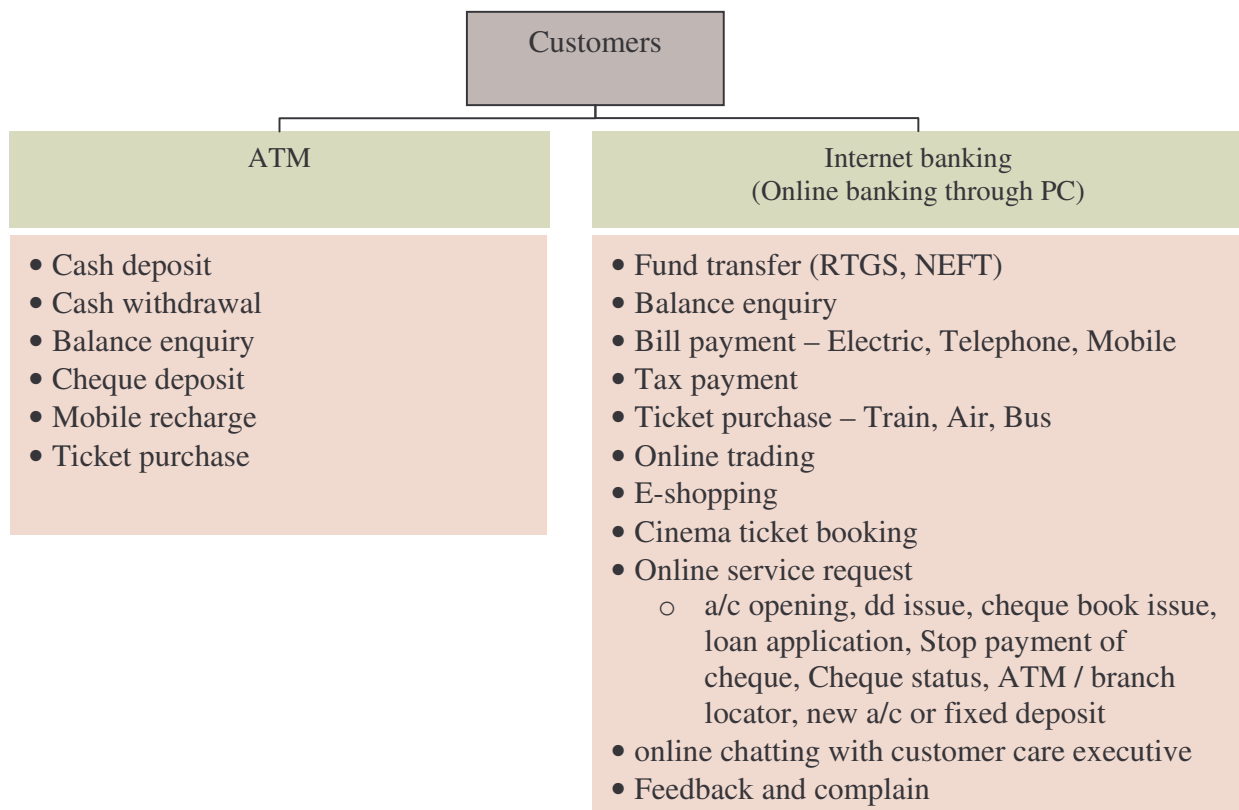 Customers
ATM
• Cash deposit
• Cash withdrawal
• Balance enquiry
• Cheque deposit
• Mobile recharge
• Ticket purchase
Internet banking
(Online banking through PC)
• Fund transfer (RTGS, NEFT)
• Balance enquiry
• Bill payment – Electric, Telephone, Mobile
• Tax payment
• Ticket purchase – Train, Air, Bus
• Online trading
• E-shopping
• Cinema ticket booking
• Online service request
o a/c opening, dd issue, cheque book issue,
loan application, Stop payment of
cheque, Cheque status, ATM / branch
locator, new a/c or fixed deposit
• online chatting with customer care executive
• Feedback and complain